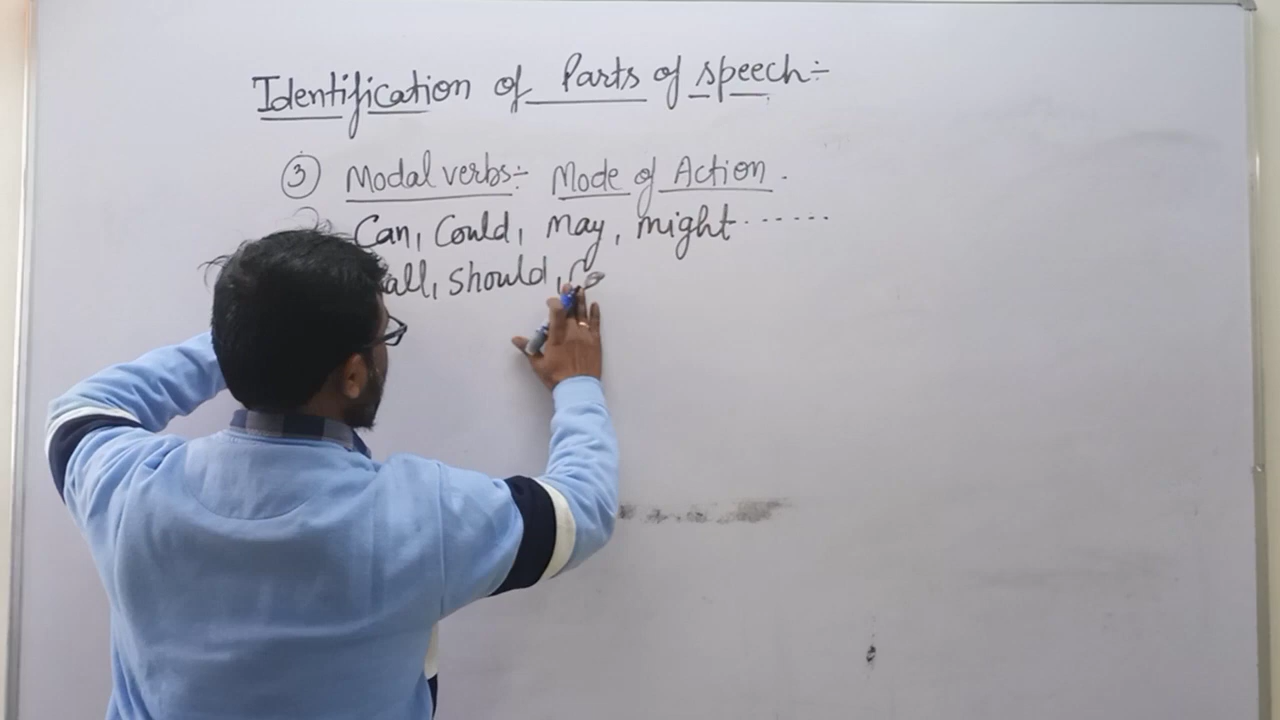 Identification of Parts of speech:-
③ Modal verbs:- Mode of Action.
Can, Could, may, might.......
all, should,